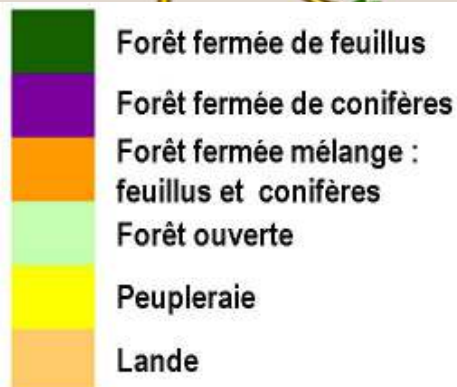 Forêt fermée de feuillus
Forêt fermée de conifères
Forêt fermée mélange :
feuillus et conifères
Forêt ouverte
Peupleraie
Lande